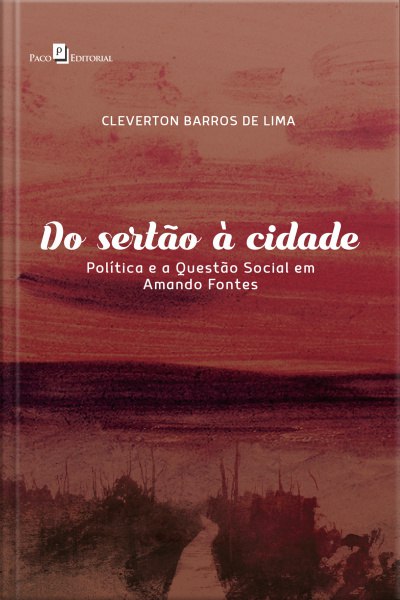 PACO EDITORIAL
CLEVERTON BARROS DE LIMA
Do sertão à cidade
Política e a Questão Social em
Amando Fontes